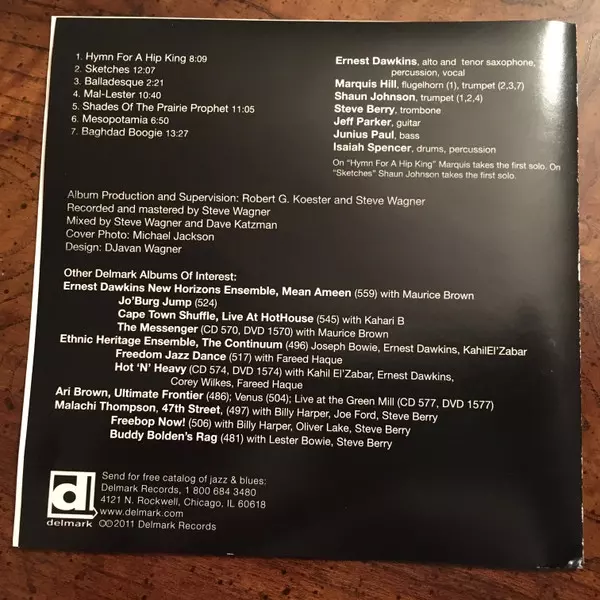 1. Hymn For A Hip King 8:09
2. Sketches 12:07
3. Balladesque 2:21
4. Mal-Lester 10:40
5. Shades Of The Prairie Prophet 11:05
6. Mesopotamia 6:50
7. Baghdad Boogie 13:27
Ernest Dawkins, alto and tenor saxophone,
percussion, vocal
Marquis Hill, flugelhorn (1), trumpet (2,3,7)
Shaun Johnson, trumpet (1,2,4)
Steve Berry, trombone
Jeff Parker, guitar
Junius Paul, bass
Isaiah Spencer, drums, percussion
On "Hymn For A Hip King" Marquis takes the first solo. On
"Sketches" Shaun Johnson takes the first solo.
Album Production and Supervision: Robert G. Koester and Steve Wagner
Recorded and mastered by Steve Wagner
Mixed by Steve Wagner and Dave Katzman
Cover Photo: Michael Jackson
Design: DJavan Wagner
Other Delmark Albums Of Interest:
Ernest Dawkins New Horizons Ensemble, Mean Ameen (559) with Maurice Brown
Jo'Burg Jump (524)
Cape Town Shuffle, Live At HotHouse (545) with Kahari B
The Messenger (CD 570, DVD 1570) with Maurice Brown
Ethnic Heritage Ensemble, The Continuum (496) Joseph Bowie, Ernest Dawkins, KahilEl'Zabar
Freedom Jazz Dance (517) with Fareed Haque
Hot 'N' Heavy (CD 574, DVD 1574) with Kahil El'Zabar, Ernest Dawkins,
Corey Wilkes, Fareed Haque
Ari Brown, Ultimate Frontier (486); Venus (504); Live at the Green Mill (CD 577, DVD 1577)
Malachi Thompson, 47th Street, (497) with Billy Harper, Joe Ford, Steve Berry
Freebop Now! (506) with Billy Harper, Oliver Lake, Steve Berry
Buddy Bolden's Rag (481) with Lester Bowie, Steve Berry
d
delmark
Send for free catalog of jazz & blues:
Delmark Records, 1 800 684 3480
4121 N. Rockwell, Chicago, IL 60618
www.delmark.com
©℗2011 Delmark Records